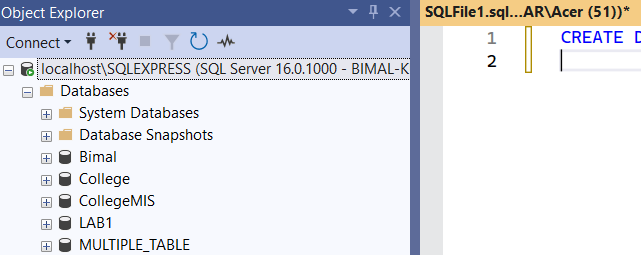 Object Explorer
Connect
localhost\SQLEXPRESS (SQL Server 16.0.1000 - BIMAL-K
Databases
System Databases
Database Snapshots
Bimal
College
CollegeMIS
LAB1
MULTIPLE_TABLE
SQLFile1.sql...AR\Acer (51))*
1 CREATE D
2